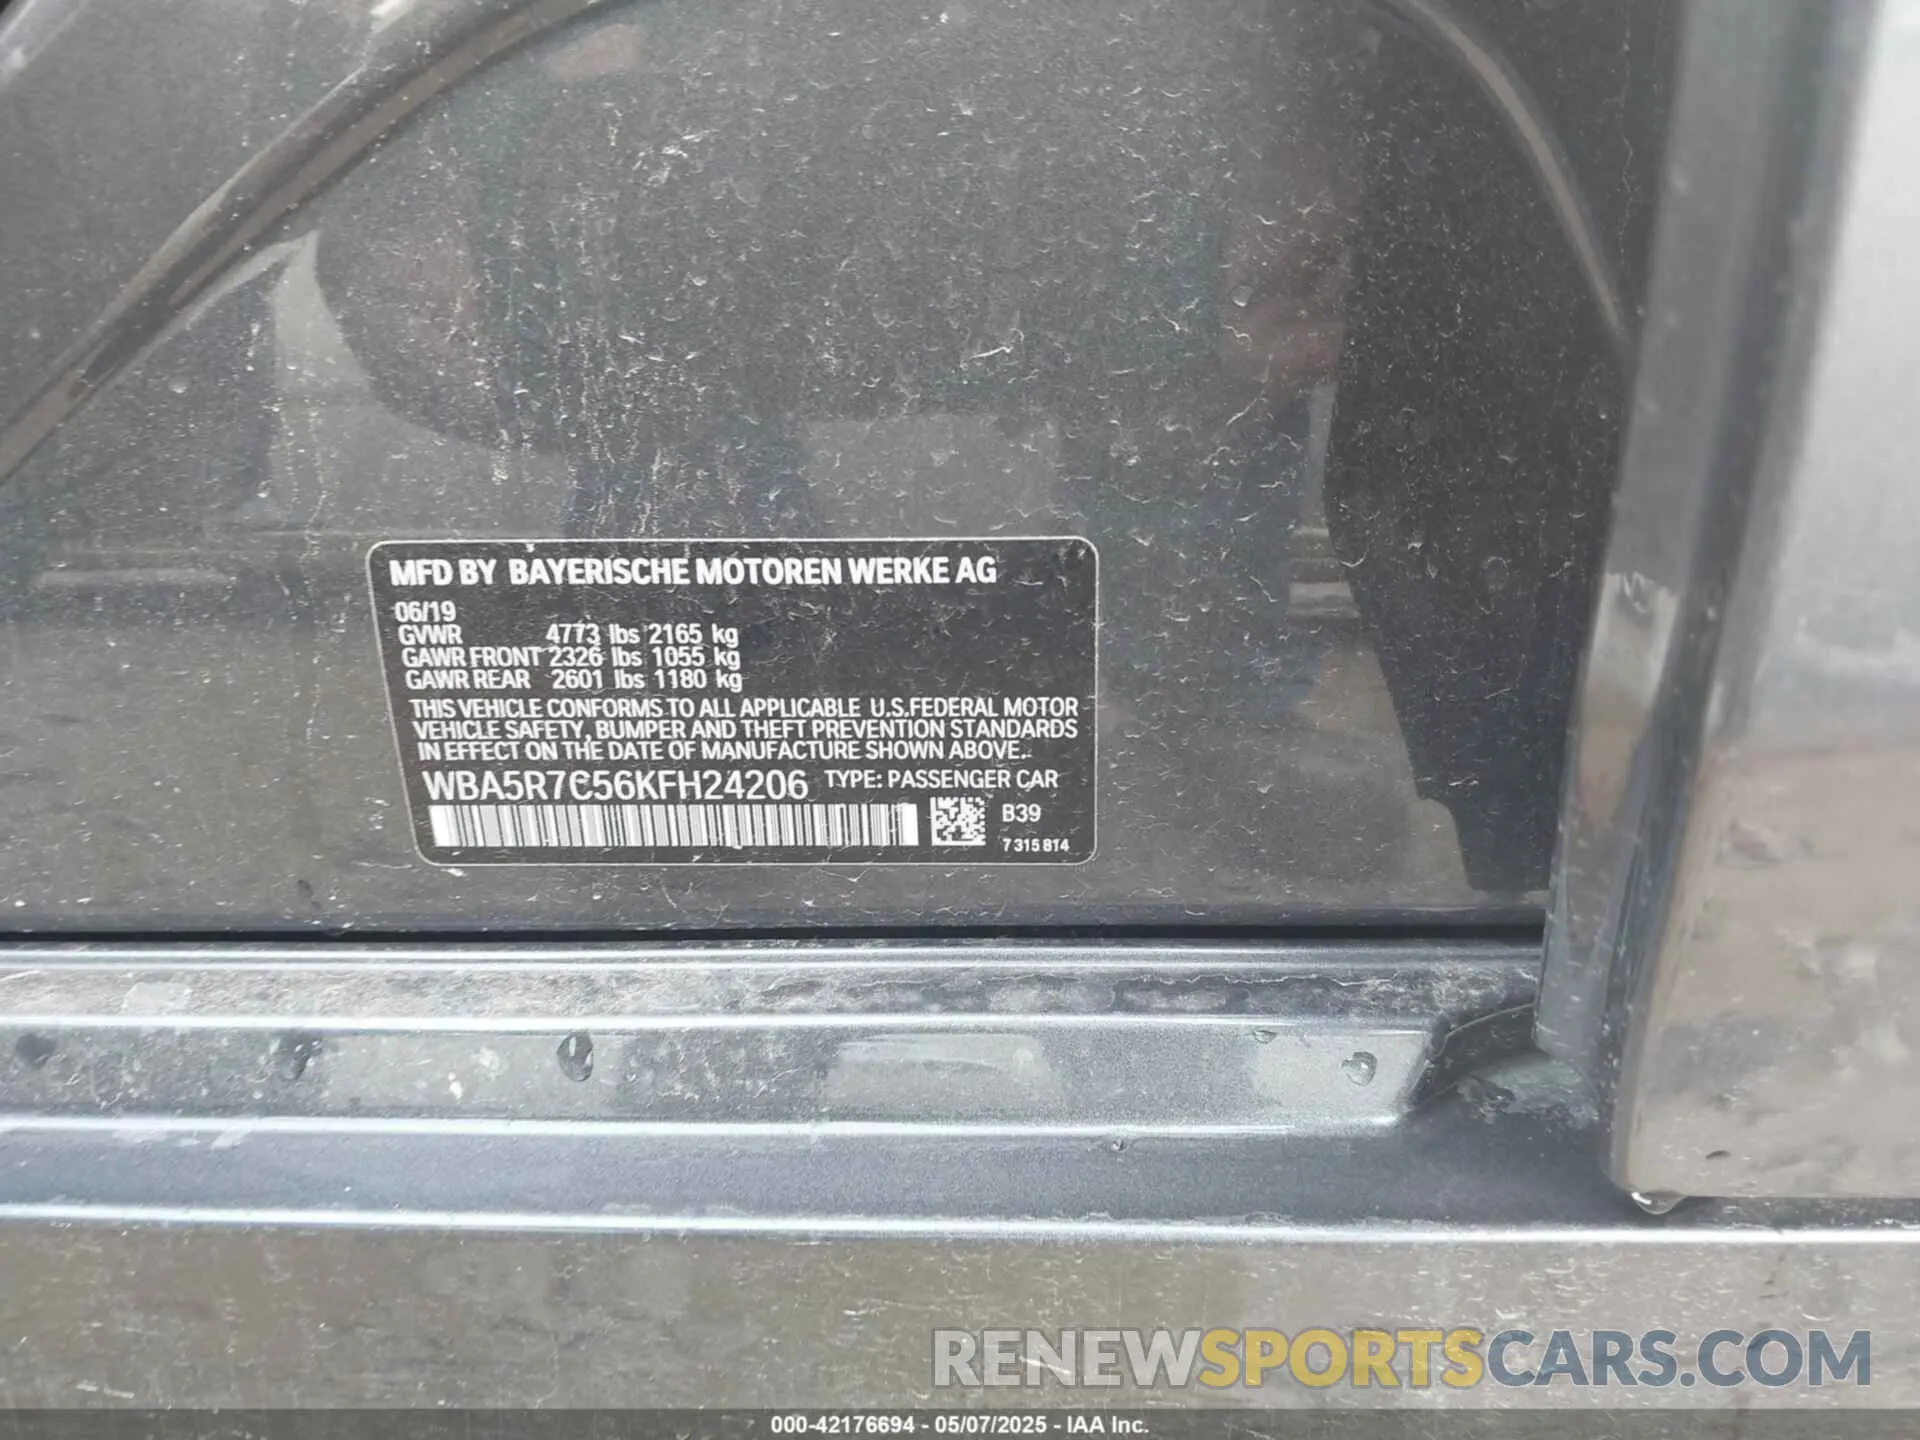 MFD BY BAYERISCHE MOTOREN WERKE AG
06/19
GVWR 4773 lbs 2165 kg
GAWR FRONT 2326 lbs 1055 kg
GAWR REAR 2601 lbs 1180 kg
THIS VEHICLE CONFORMS TO ALL APPLICABLE U.S.FEDERAL MOTOR
VEHICLE SAFETY, BUMPER AND THEFT PREVENTION STANDARDS
IN EFFECT ON THE DATE OF MANUFACTURE SHOWN ABOVE.
WBA5R7C56KFH24206 TYPE: PASSENGER CAR
B39
7 315 814
RENEWSPORTSCARS.COM
000-42176694 - 05/07/2025 - IAA Inc.